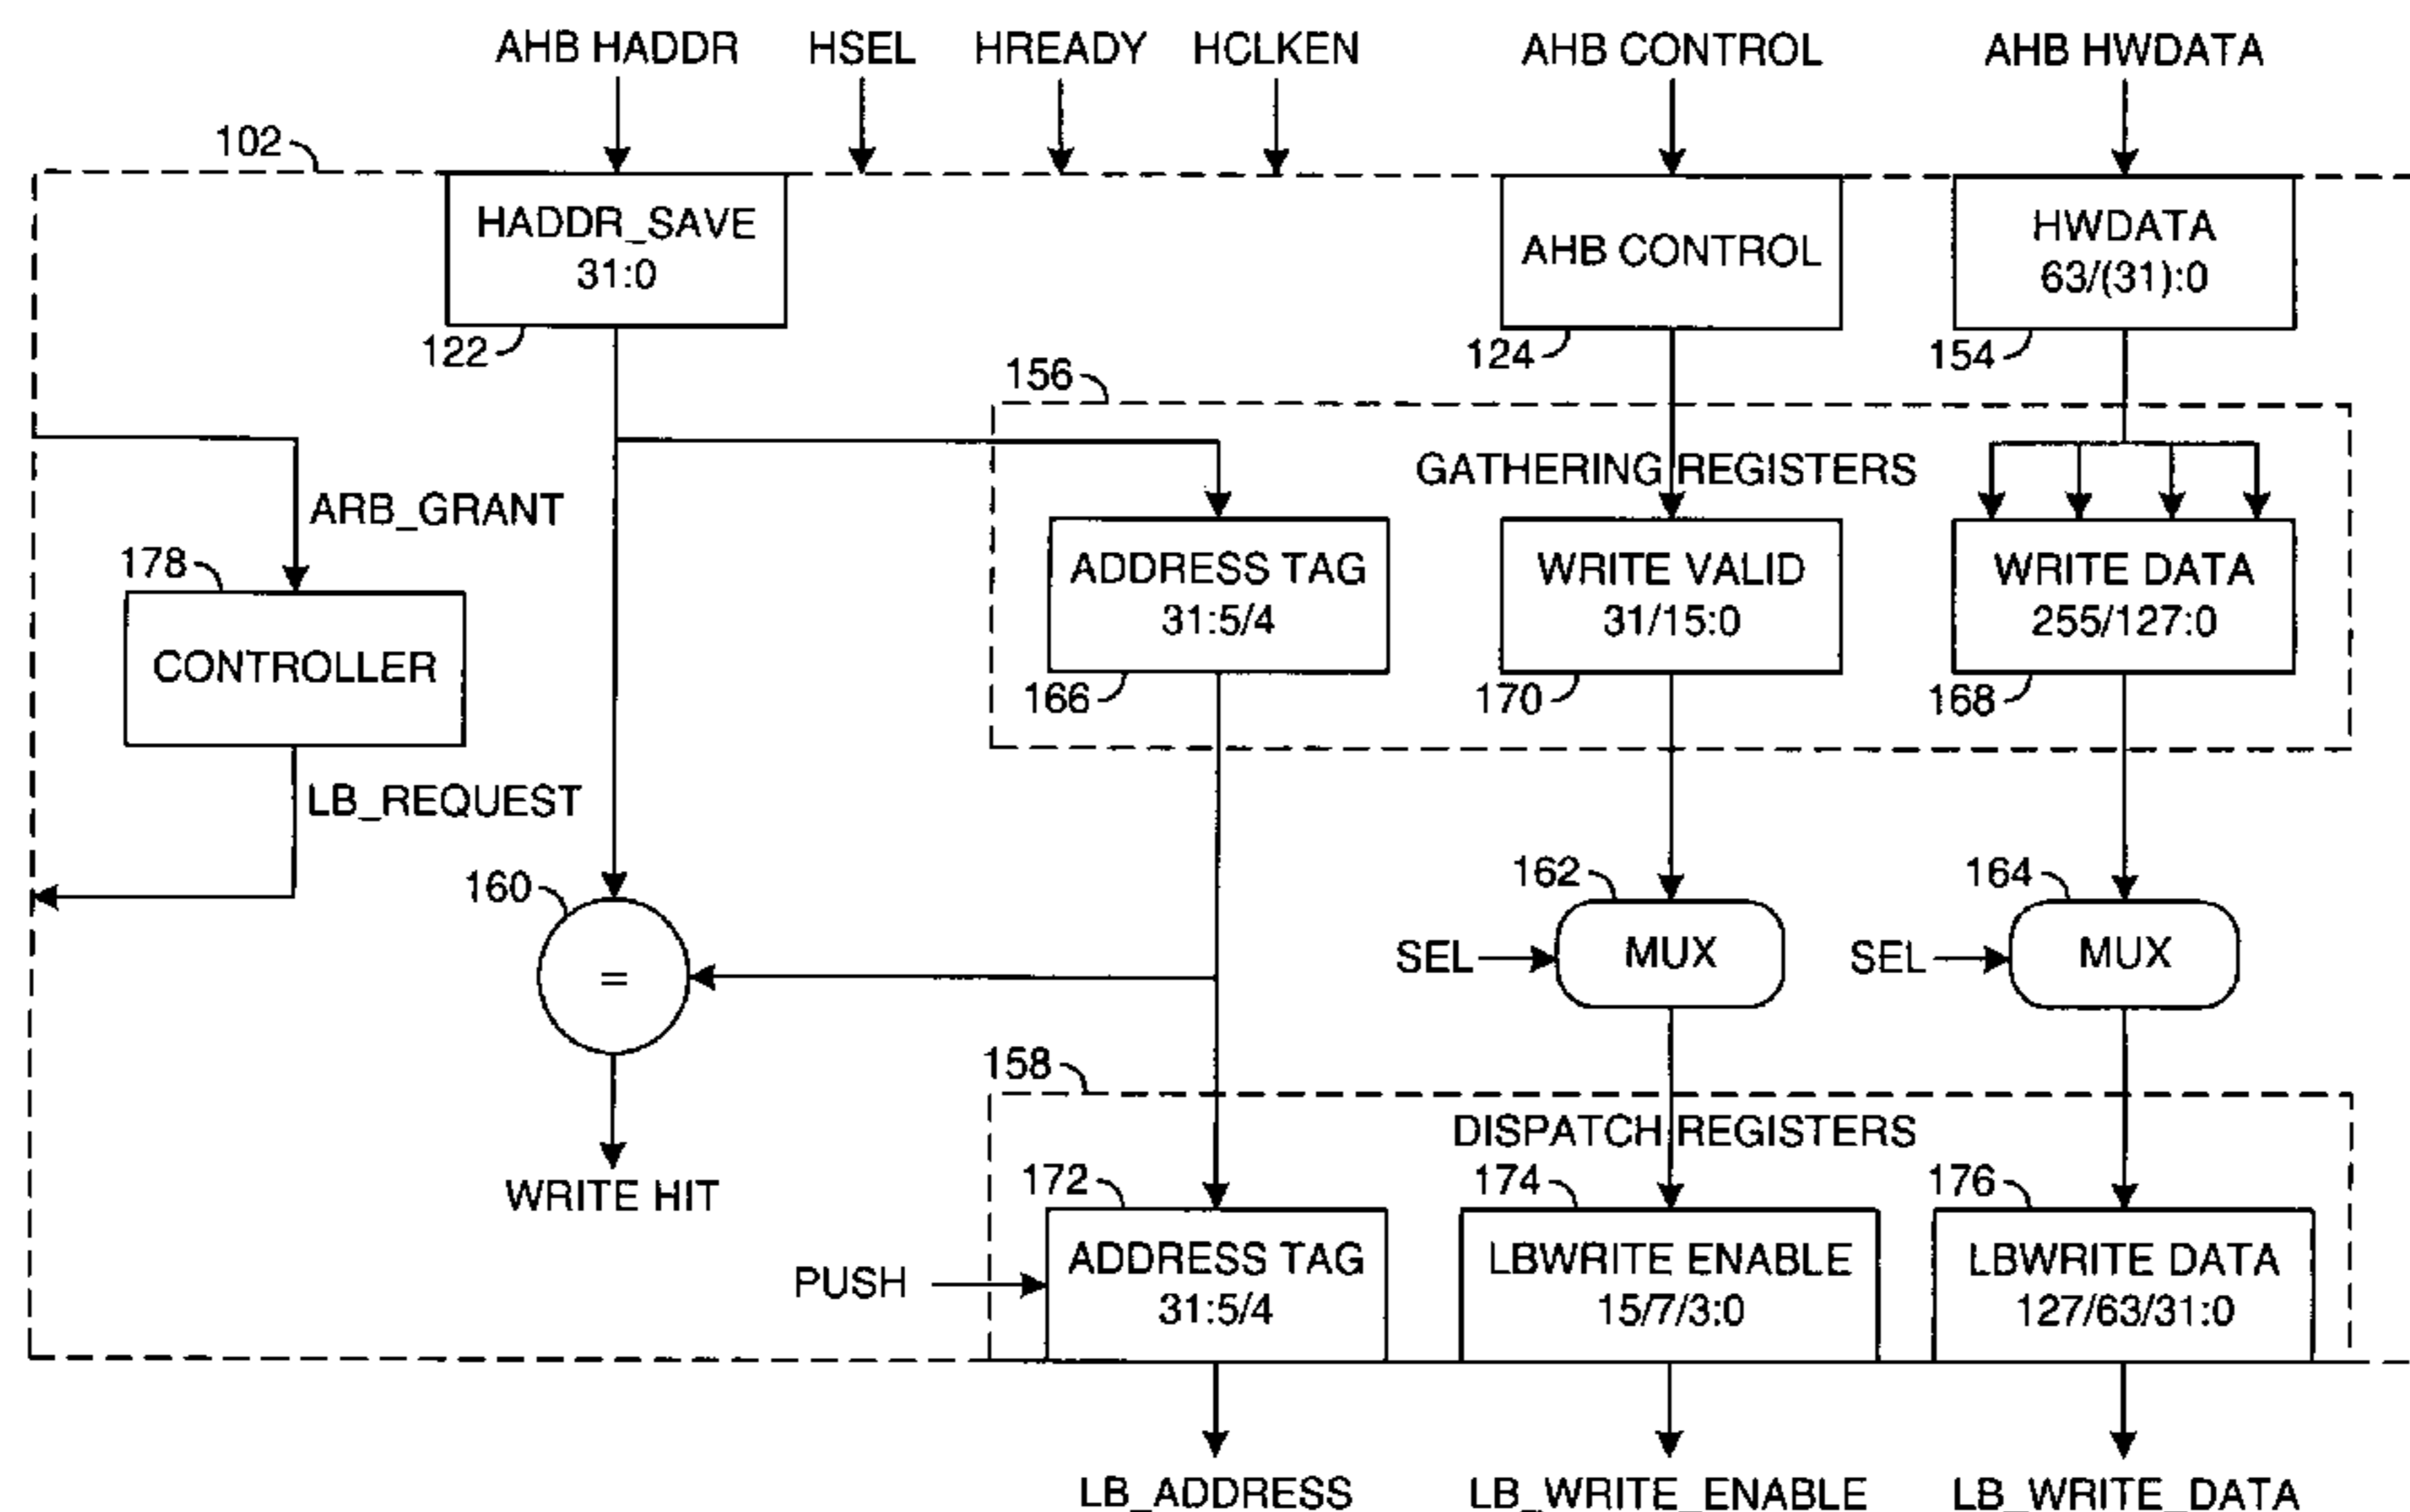 AHB HADDR
HSEL
HREADY
HCLKEN
AHB CONTROL
AHB HWDATA
102
HADDR_SAVE
31:0
122
AHB CONTROL
124
HWDATA
63/(31):0
154
156
GATHERING REGISTERS
ARB_GRANT
178
CONTROLLER
LB_REQUEST
ADDRESS TAG
31:5/4
166
WRITE VALID
31/15:0
170
WRITE DATA
255/127:0
168
160
=
WRITE HIT
162
SEL
MUX
164
SEL
MUX
158
DISPATCH REGISTERS
172
174
176
PUSH
ADDRESS TAG
31:5/4
LBWRITE ENABLE
15/7/3:0
LBWRITE DATA
127/63/31:0
LB_ADDRESS
LB_WRITE_ENABLE
LB_WRITE_DATA